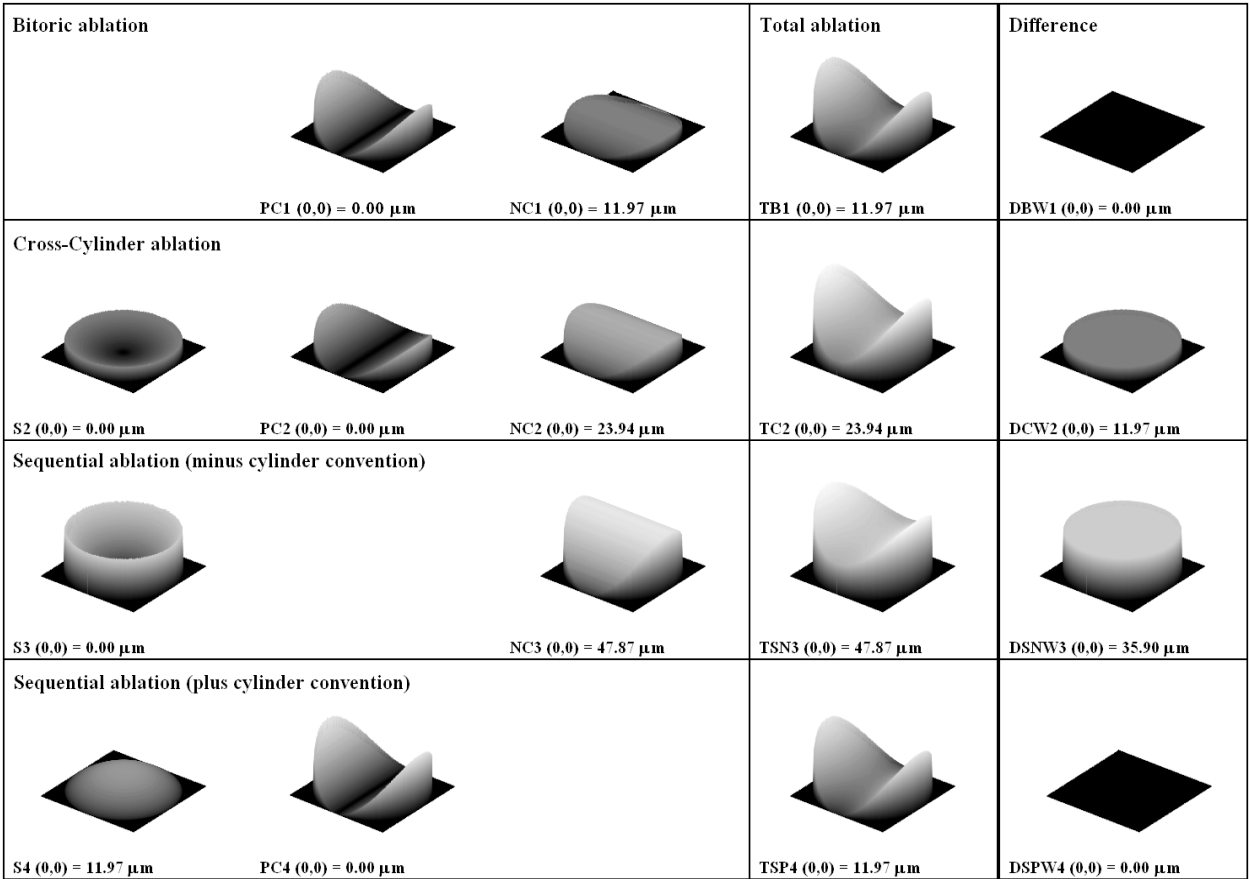 Bitoric ablation
Total ablation
Difference
PC1 (0,0) = 0.00 µm
NC1 (0,0) = 11.97 µm
TB1 (0,0) = 11.97 µm
DBW1 (0,0) = 0.00 µm
Cross-Cylinder ablation
S2 (0,0) = 0.00 µm
PC2 (0,0) = 0.00 µm
NC2 (0,0) = 23.94 µm
TC2 (0,0) = 23.94 µm
DCW2 (0,0) = 11.97 µm
Sequential ablation (minus cylinder convention)
S3 (0,0) = 0.00 µm
NC3 (0,0) = 47.87 µm
TSN3 (0,0) = 47.87 µm
DSNW3 (0,0) = 35.90 µm
Sequential ablation (plus cylinder convention)
S4 (0,0) = 11.97 µm
PC4 (0,0) = 0.00 µm
TSP4 (0,0) = 11.97 µm
DSPW4 (0,0) = 0.00 µm